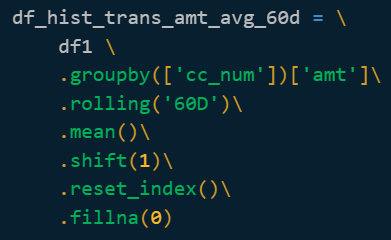 df_hist_trans_amt_avg_60d = \
    df1 \
    .groupby(['cc_num'])['amt']\
    .rolling('60D')\
    .mean()\
    .shift(1)\
    .reset_index()\
    .fillna(0)